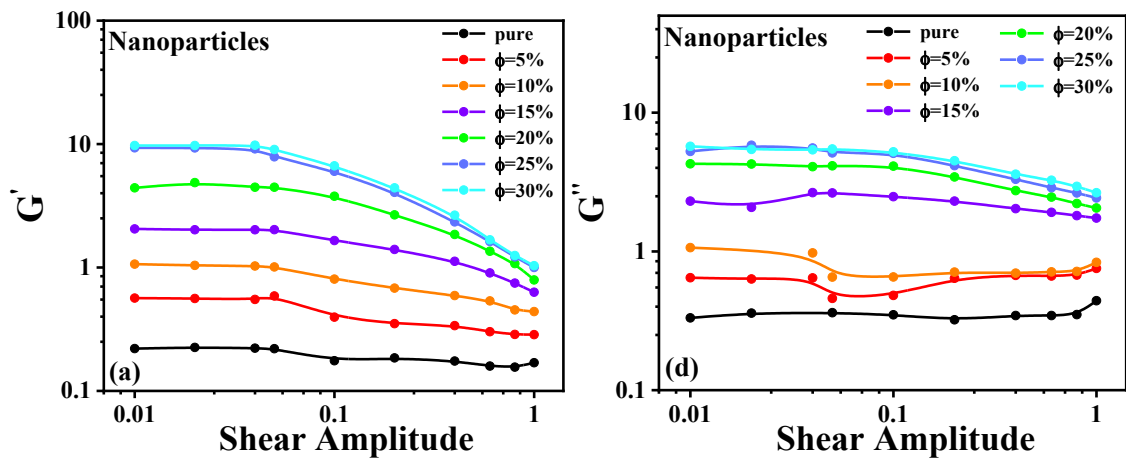 Nanoparticles
pure
ϕ=5%
ϕ=10%
ϕ=15%
ϕ=20%
ϕ=25%
ϕ=30%
G'
100
10
1
0.1
(a)
0.01
0.1
1
Shear Amplitude
Nanoparticles
pure
ϕ=5%
ϕ=10%
ϕ=15%
ϕ=20%
ϕ=25%
ϕ=30%
G''
10
1
0.1
(d)
0.01
0.1
1
Shear Amplitude